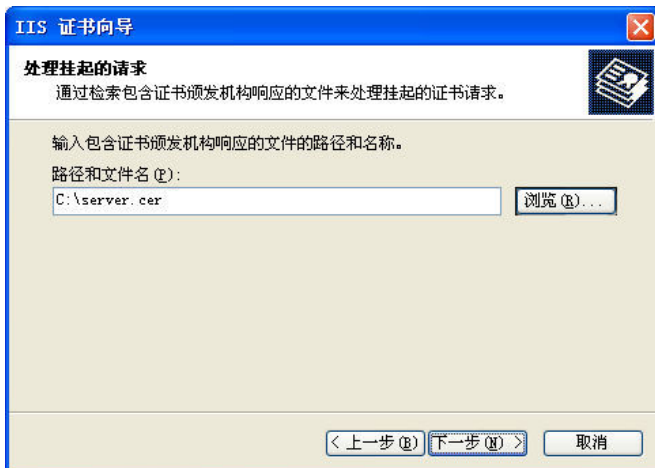 IIS 证书向导
处理挂起的请求
通过检索包含证书颁发机构响应的文件来处理挂起的证书请求。
输入包含证书颁发机构响应的文件的路径和名称。
路径和文件名(P):
C:\server.cer
浏览(R)...
< 上一步(B)
下一步(N) >
取消